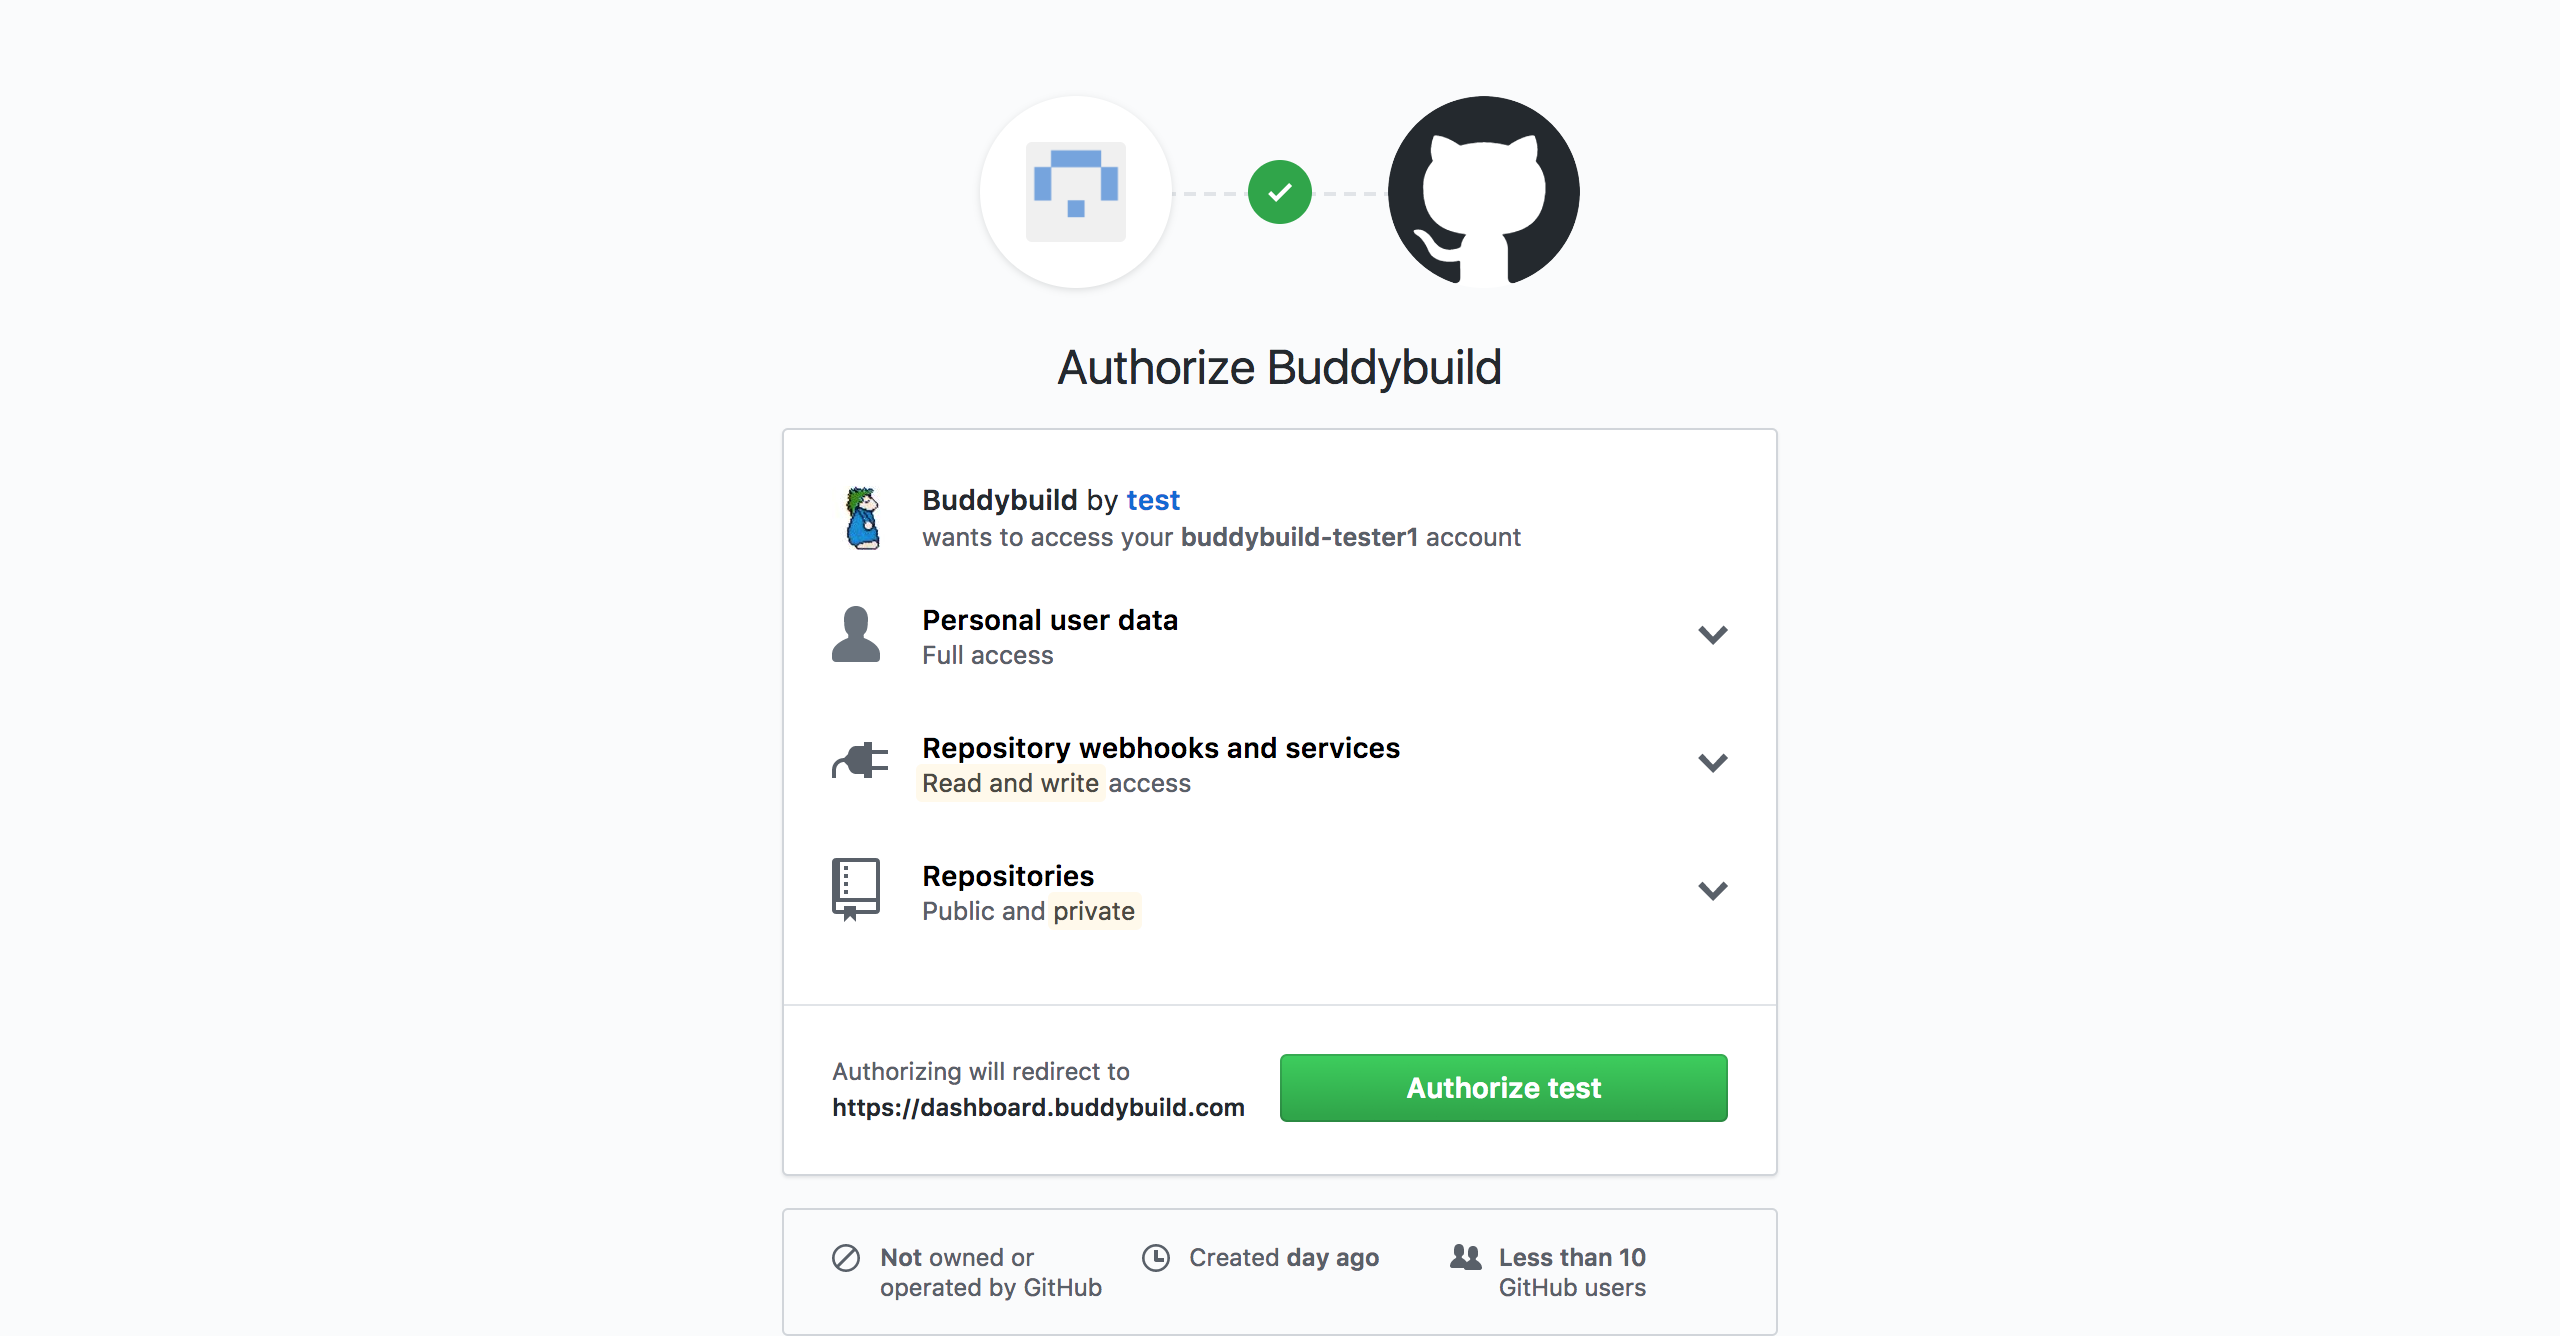 Authorize Buddybuild
Buddybuild by test
wants to access your buddybuild-tester1 account
Personal user data
Full access
Repository webhooks and services
Read and write access
Repositories
Public and private
Authorizing will redirect to
https://dashboard.buddybuild.com
Authorize test
Not owned or
operated by GitHub
Created day ago
Less than 10
GitHub users